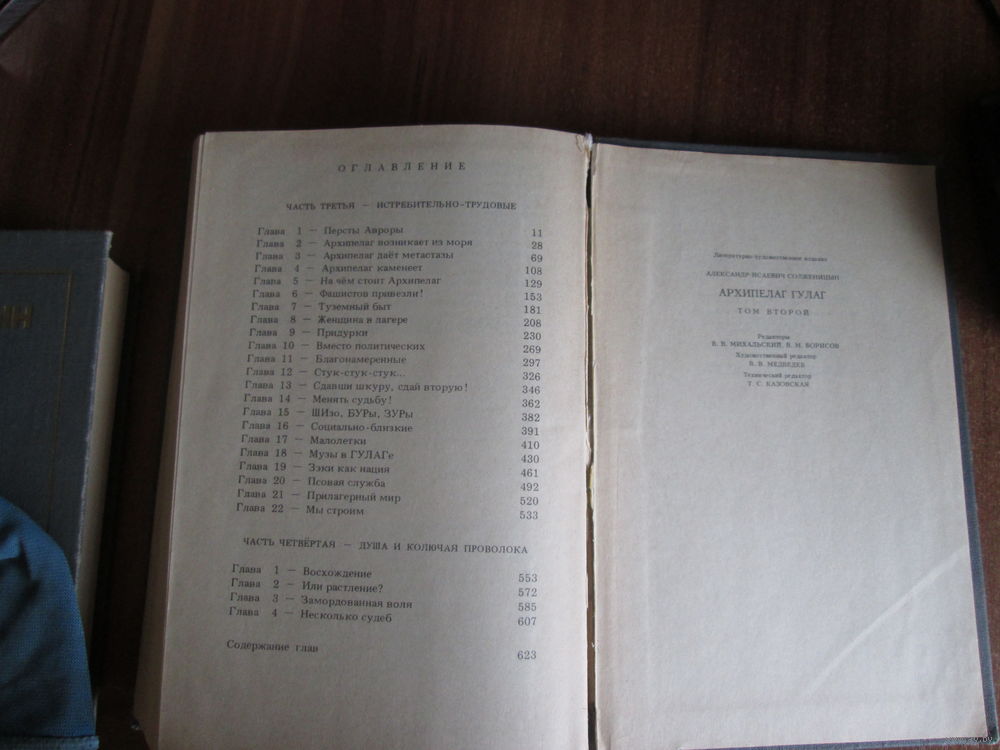 ИН
ОГЛАВЛЕНИЕ
ЧАСТЬ ТРЕТЬЯ — ИСТРЕБИТЕЛЬНО-ТРУДОВЫЕ
Глава 1 — Персты Авроры 11
Глава 2 — Архипелаг возникает из моря 28
Глава 3 — Архипелаг даёт метастазы 69
Глава 4 — Архипелаг каменеет 108
Глава 5 — На чём стоит Архипелаг 129
Глава 6 — Фашистов привезли! 153
Глава 7 — Туземный быт 181
Глава 8 — Женщина в лагере 208
Глава 9 — Придурки 230
Глава 10 — Вместо политических 269
Глава 11 — Благонамеренные 297
Глава 12 — Стук-стук-стук... 326
Глава 13 — Сдавши шкуру, сдай вторую! 346
Глава 14 — Менять судьбу! 362
Глава 15 — ШИзо, БУРы, ЗУРы 382
Глава 16 — Социально-близкие 391
Глава 17 — Малолетки 410
Глава 18 — Музы в ГУЛАГе 430
Глава 19 — Зэки как нация 461
Глава 20 — Псовая служба 492
Глава 21 — Прилагерный мир 520
Глава 22 — Мы строим 533
ЧАСТЬ ЧЕТВЁРТАЯ — ДУША И КОЛЮЧАЯ ПРОВОЛОКА
Глава 1 — Восхождение 553
Глава 2 — Или растление? 572
Глава 3 — Замордованная воля 585
Глава 4 — Несколько судеб 607
Содержание глав 623
Литературно-художественное издание
АЛЕКСАНДР ИСАЕВИЧ СОЛЖЕНИЦЫН
АРХИПЕЛАГ ГУЛАГ
ТОМ ВТОРОЙ
Редакторы
В. В. МИХАЛЬСКИЙ, В. М. БОРИСОВ
Художественный редактор
В. В. МЕДВЕДЕВ
Технический редактор
Т. С. КАЗОВСКАЯ